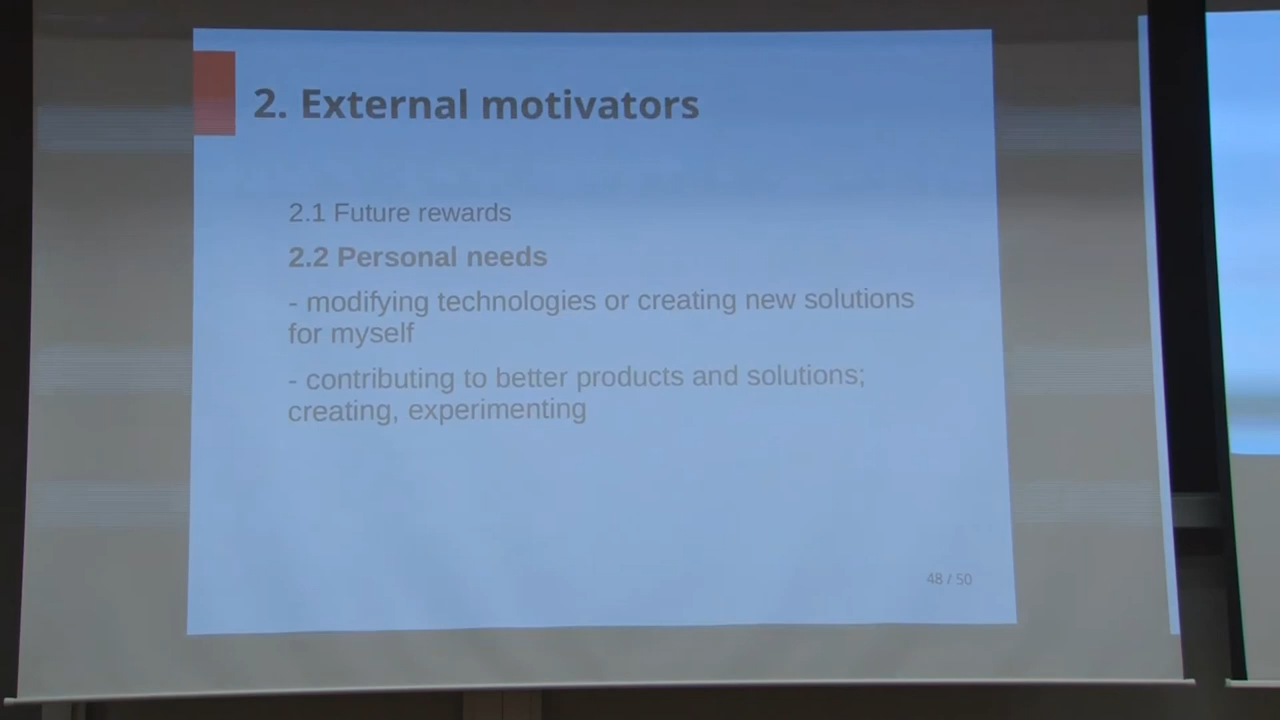 2. External motivators
2.1 Future rewards
2.2 Personal needs
- modifying technologies or creating new solutions
for myself
- contributing to better products and solutions;
creating, experimenting
48 / 50